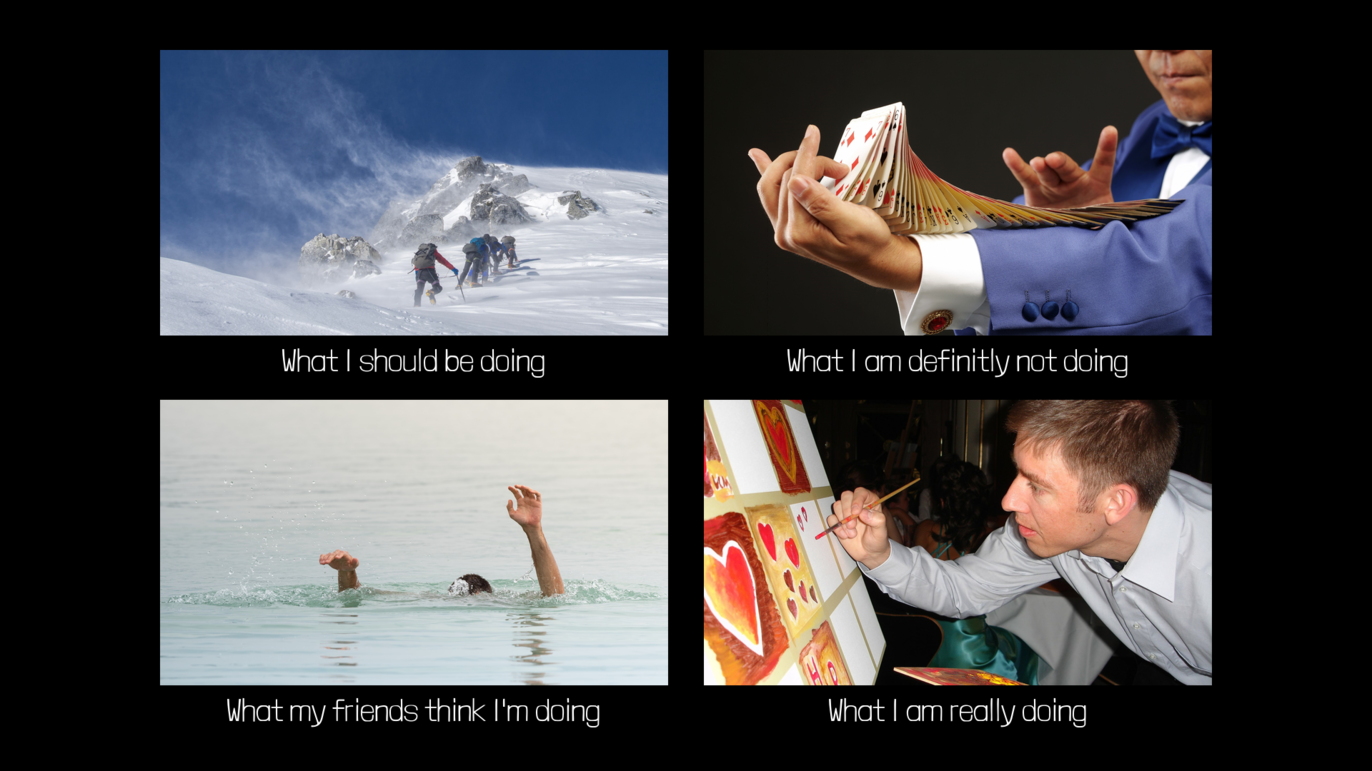 What I should be doing
What I am definitly not doing
What my friends think I'm doing
What I am really doing